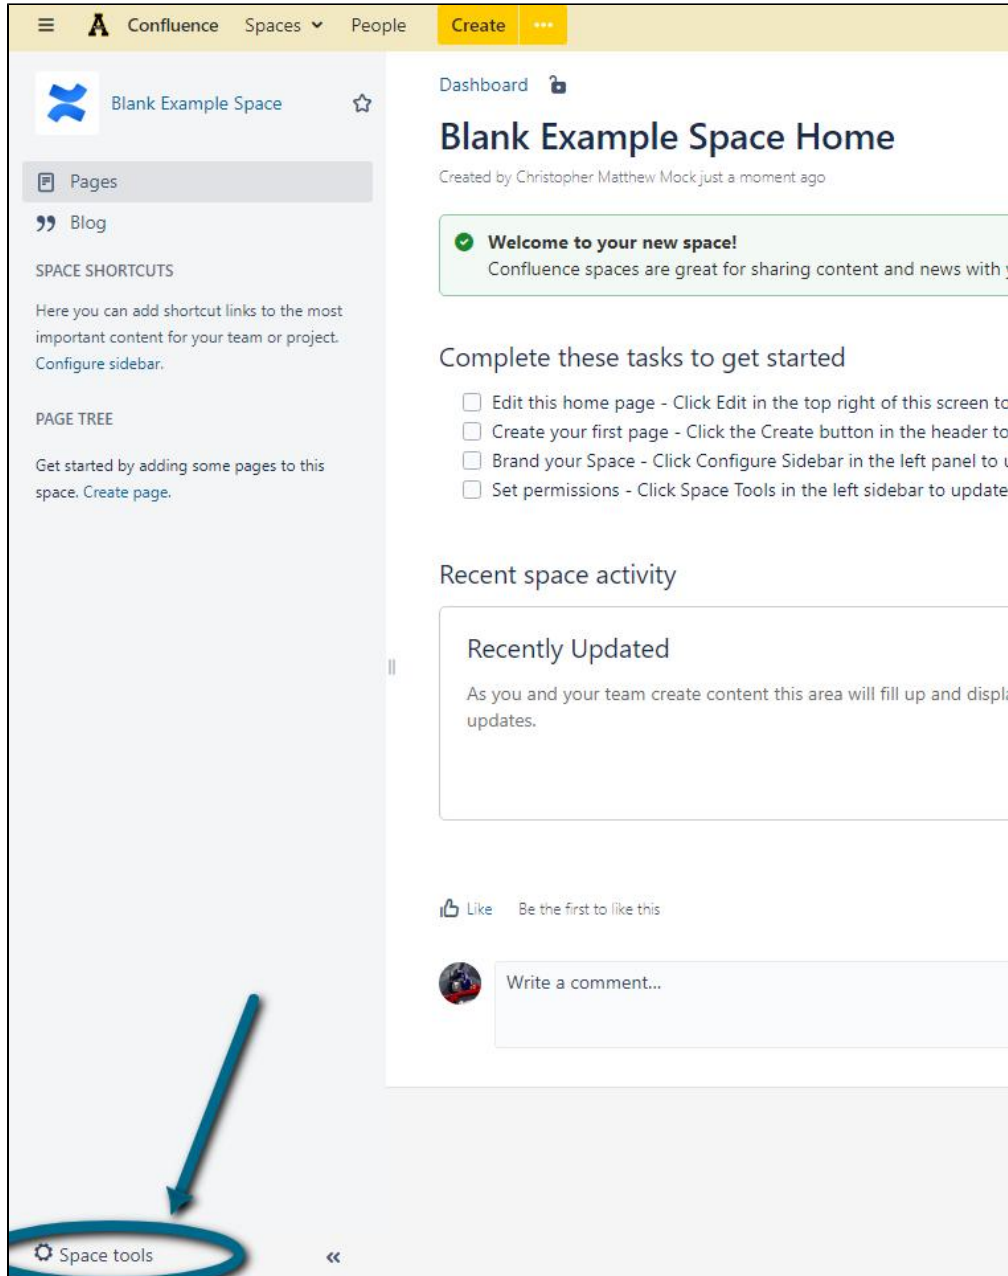 Confluence Spaces People Create
Blank Example Space
Pages
Blog
SPACE SHORTCUTS
Here you can add shortcut links to the most
important content for your team or project.
Configure sidebar.
PAGE TREE
Get started by adding some pages to this
space. Create page.
Space tools
Dashboard
Blank Example Space Home
Created by Christopher Matthew Mock just a moment ago
Welcome to your new space!
Confluence spaces are great for sharing content and news with
Complete these tasks to get started
Edit this home page - Click Edit in the top right of this screen to
Create your first page - Click the Create button in the header to
Brand your Space - Click Configure Sidebar in the left panel to
Set permissions - Click Space Tools in the left sidebar to update
Recent space activity
Recently Updated
As you and your team create content this area will fill up and
updates.
Like Be the first to like this
Write a comment...